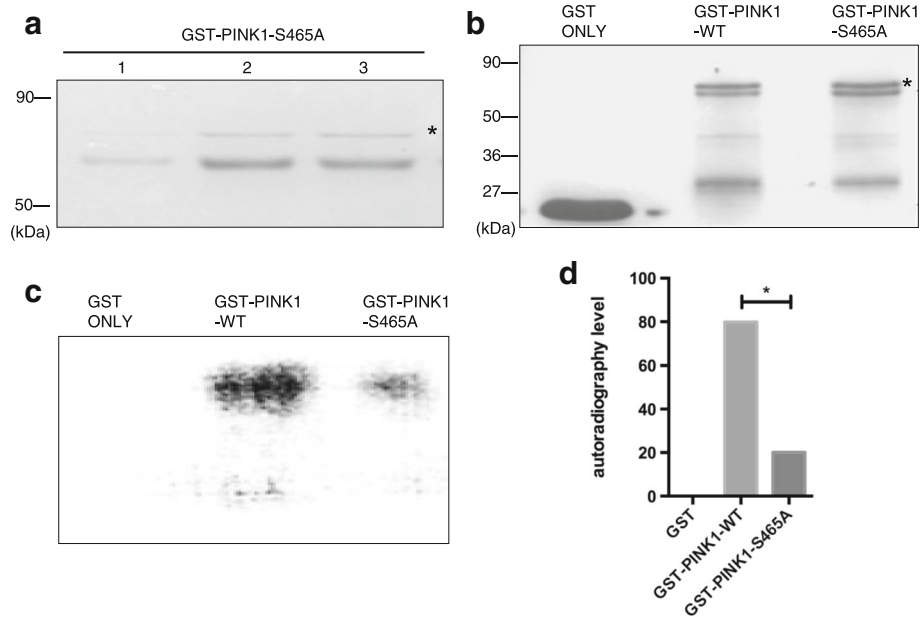 a
GST-PINK1-S465A
1 2 3
90
*
50
(kDa)
b
GST ONLY
GST-PINK1 -WT
GST-PINK1 -S465A
90
*
50
36
27
(kDa)
c
GST ONLY
GST-PINK1 -WT
GST-PINK1 -S465A
d
*
100
80
60
40
20
0
autoradiography level
GST
GST-PINK1-WT
GST-PINK1-S465A